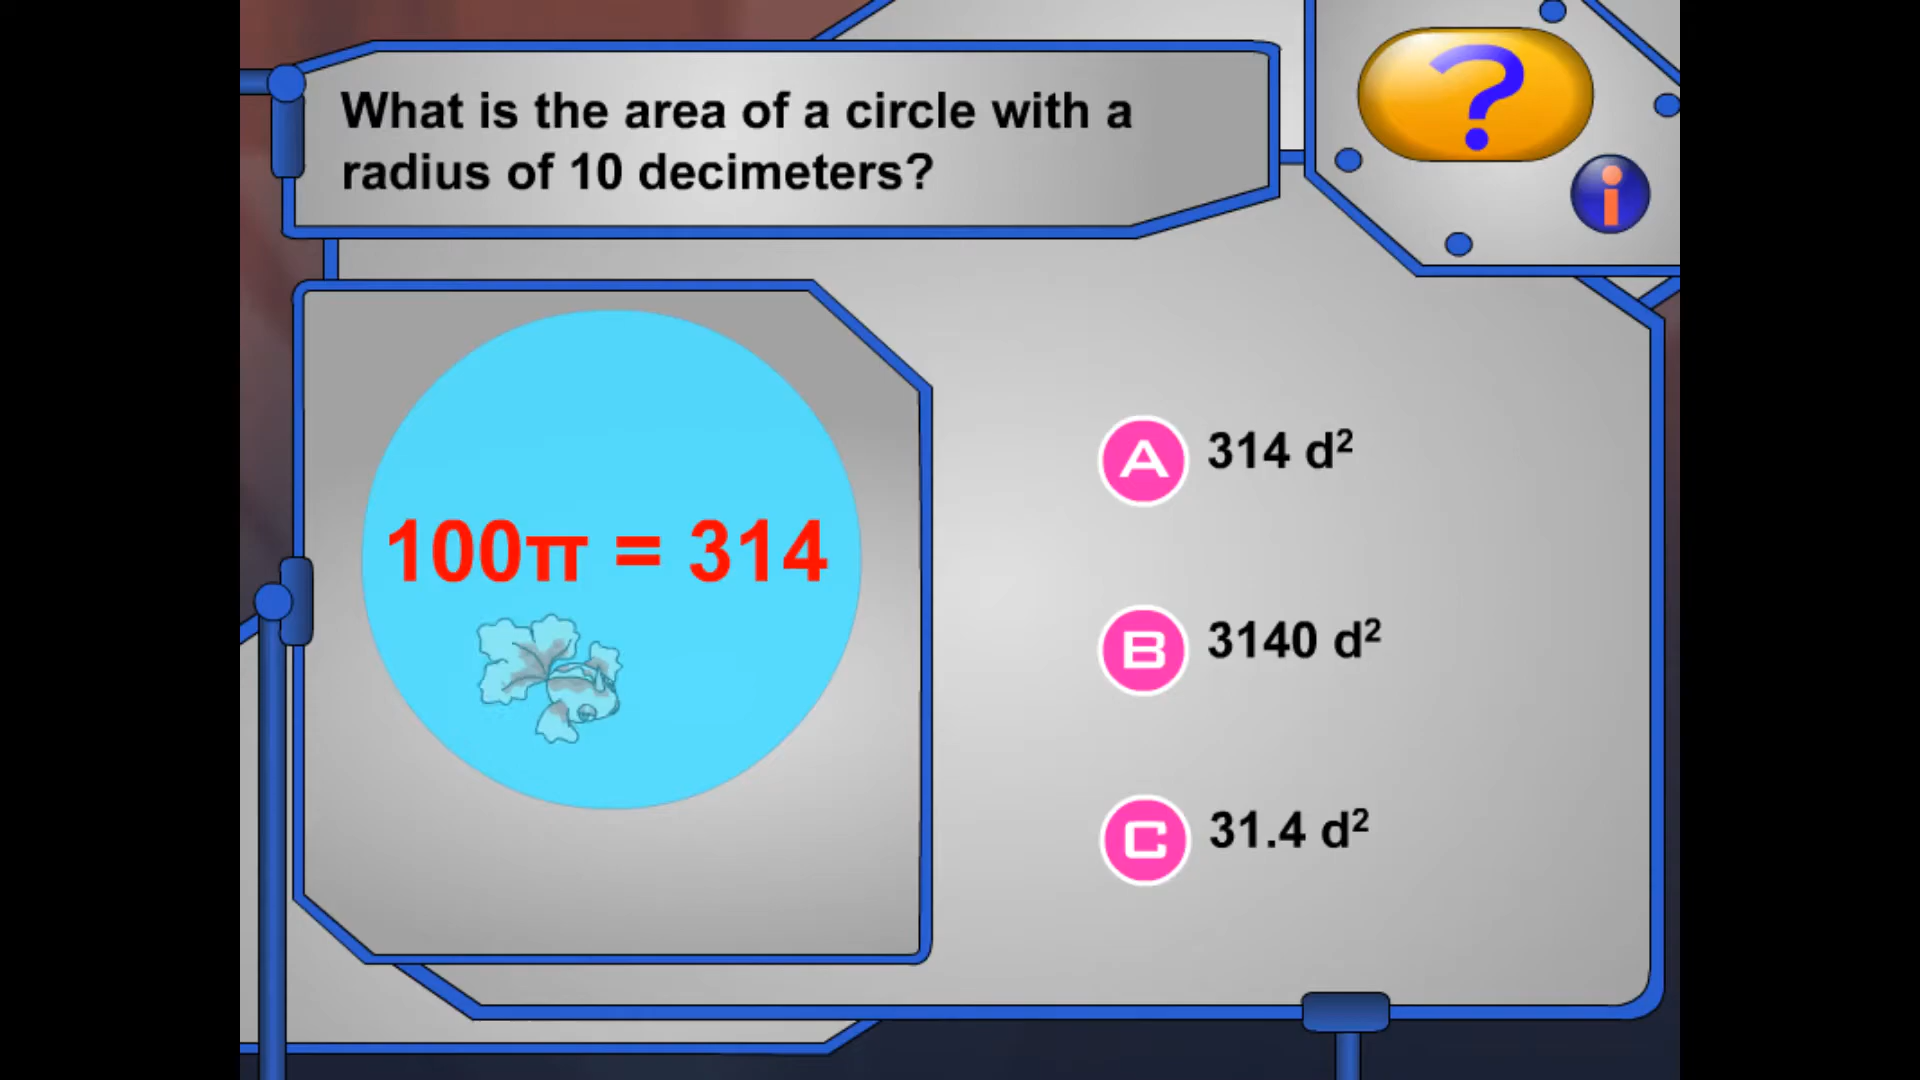 What is the area of a circle with a
radius of 10 decimeters?
?
i
100π = 314
A 314 d²
B 3140 d²
C 31.4 d²